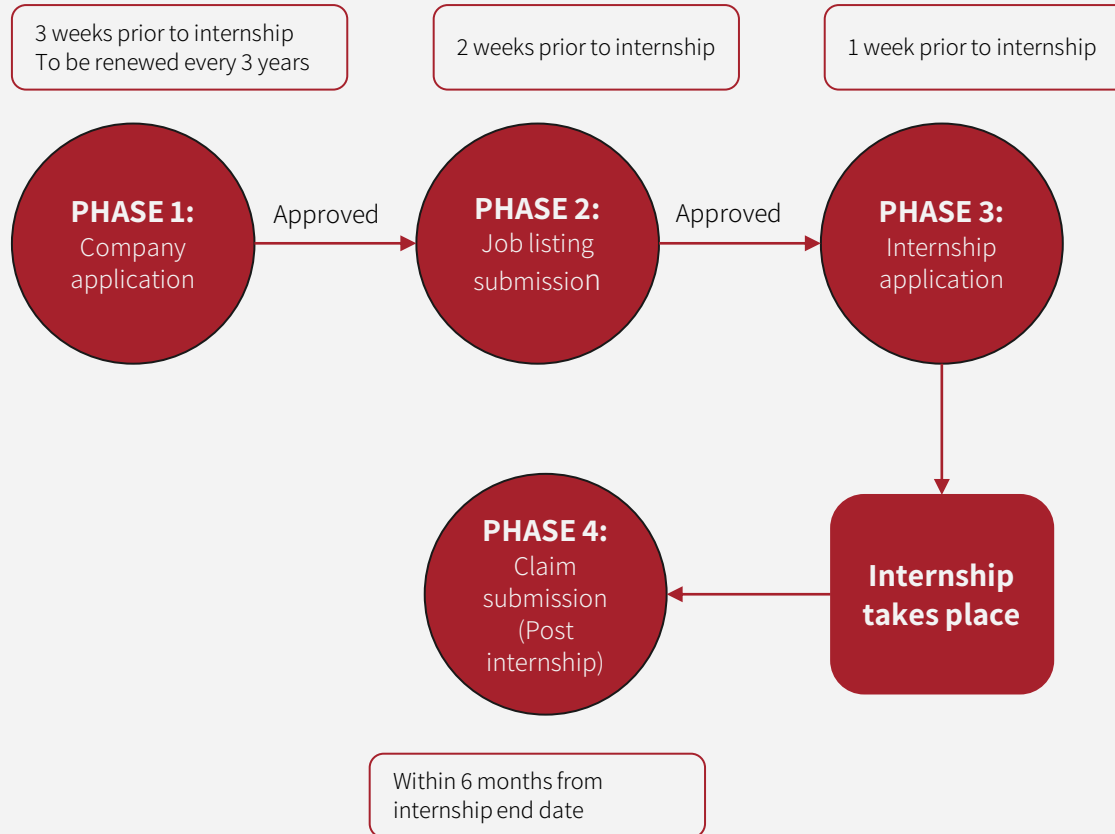 3 weeks prior to internship
To be renewed every 3 years
2 weeks prior to internship
1 week prior to internship
PHASE 1:
Company
application
Approved
PHASE 2:
Job listing
submission
Approved
PHASE 3:
Internship
application
PHASE 4:
Claim
submission
(Post
internship)
Internship
takes place
Within 6 months from
internship end date